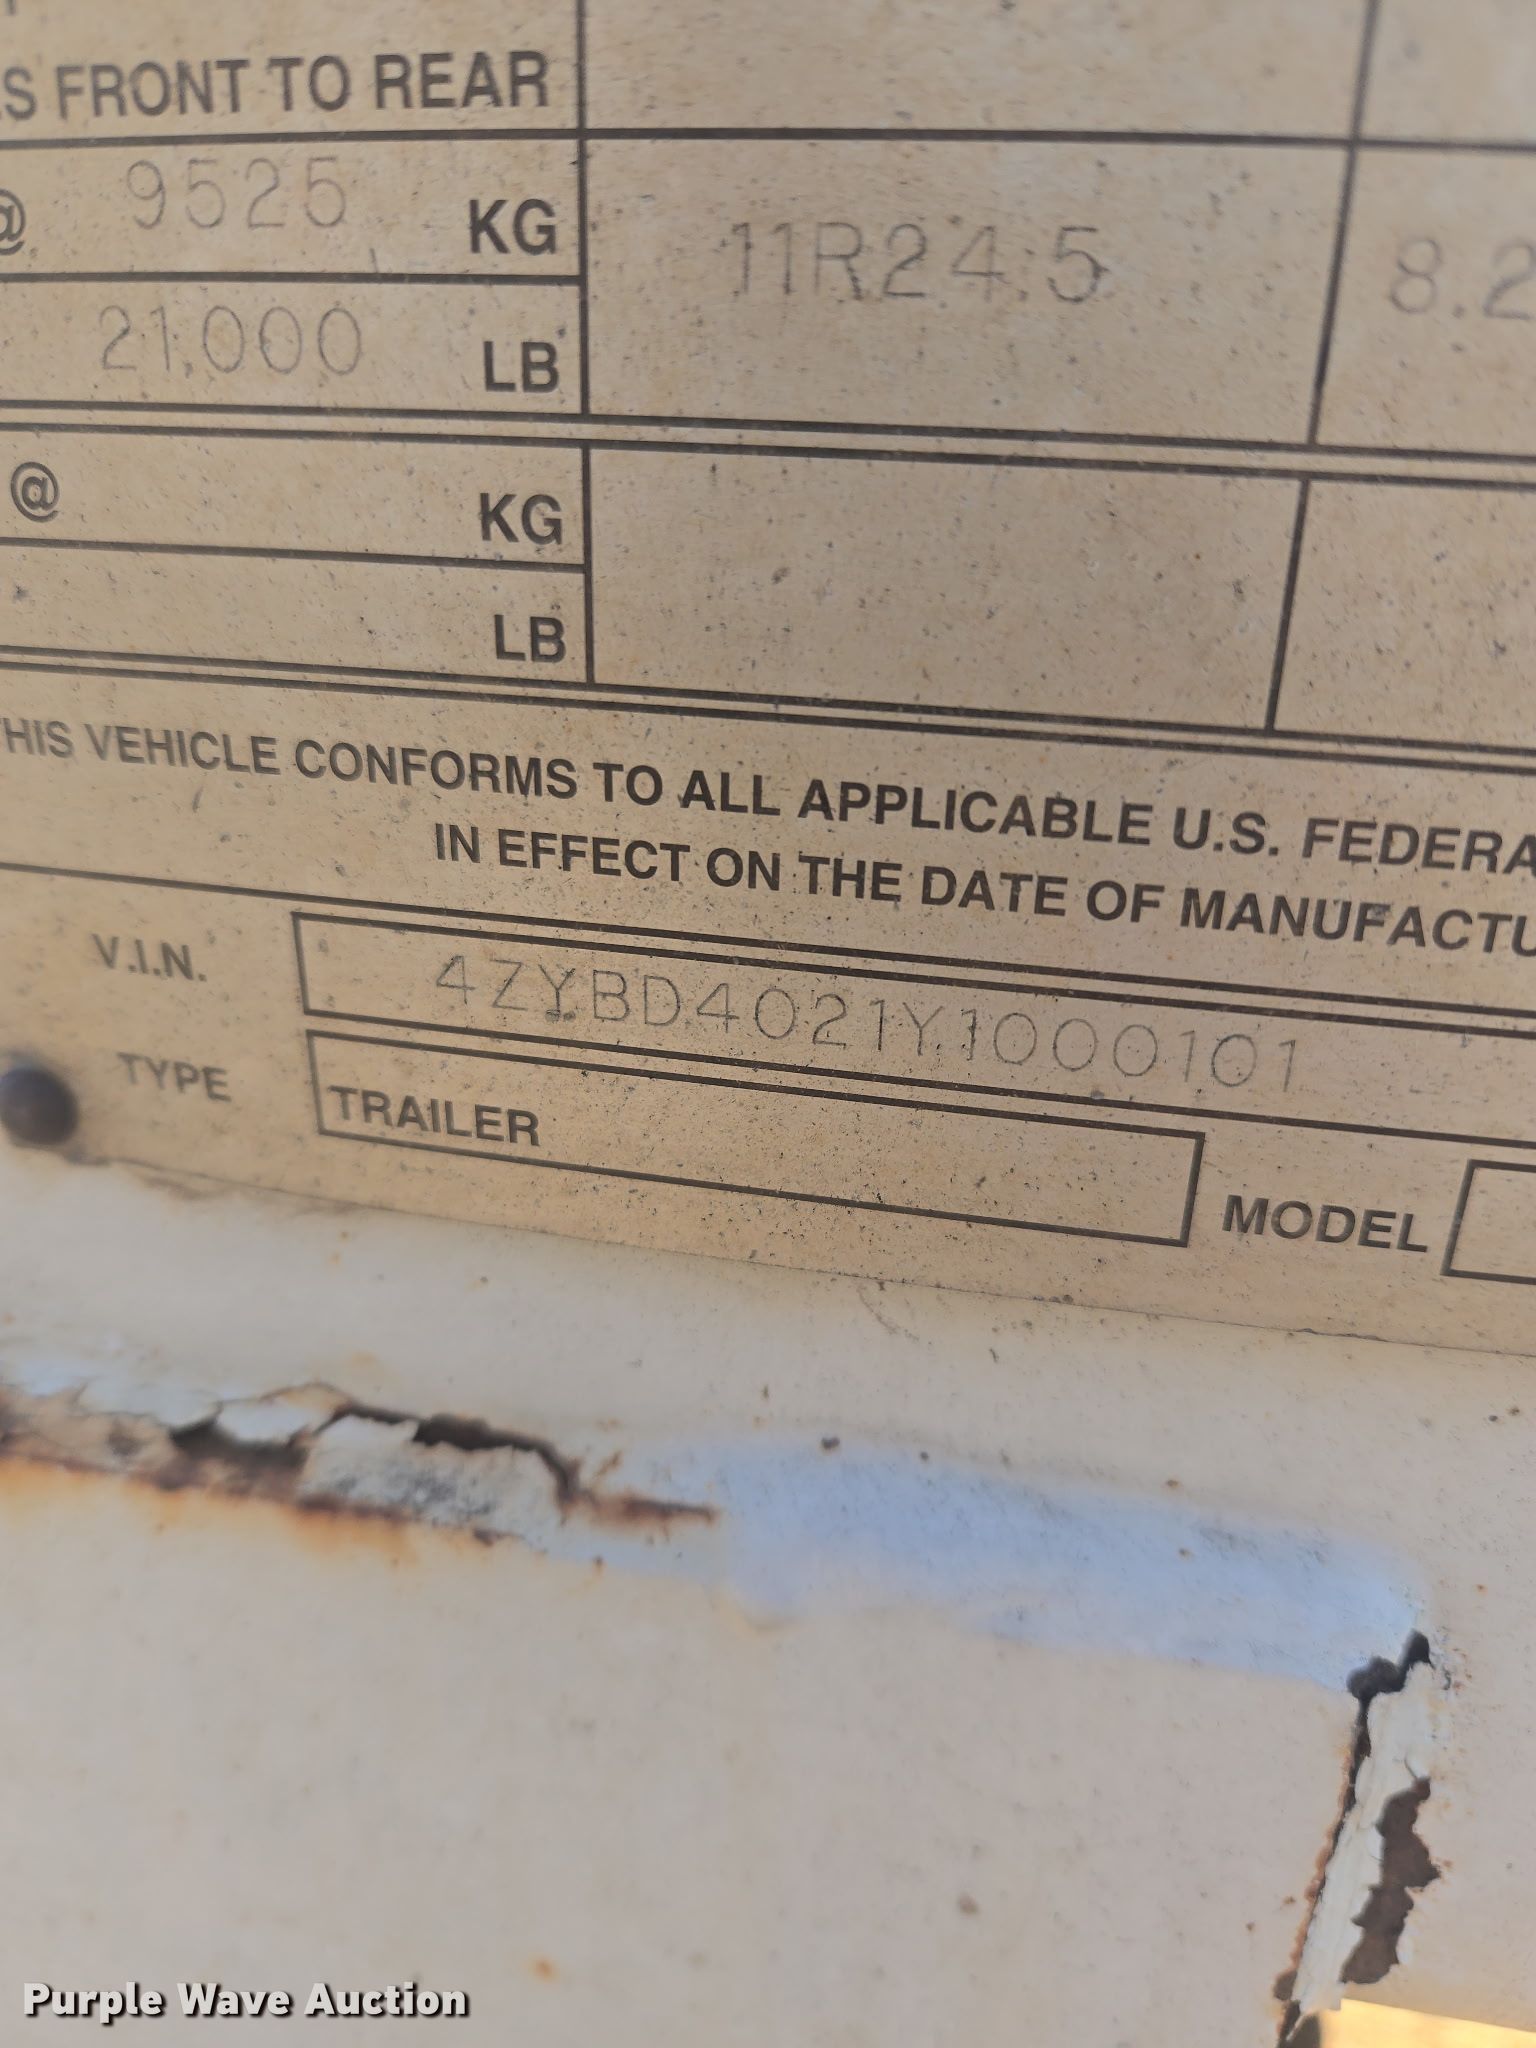 S FRONT TO REAR
@ 9525 KG 11R24.5 8.2
21,000 LB
@ KG
LB
THIS VEHICLE CONFORMS TO ALL APPLICABLE U.S. FEDERA
IN EFFECT ON THE DATE OF MANUFACTU
V.I.N. 4ZYBD4021Y1000101
TYPE TRAILER MODEL
Purple Wave Auction